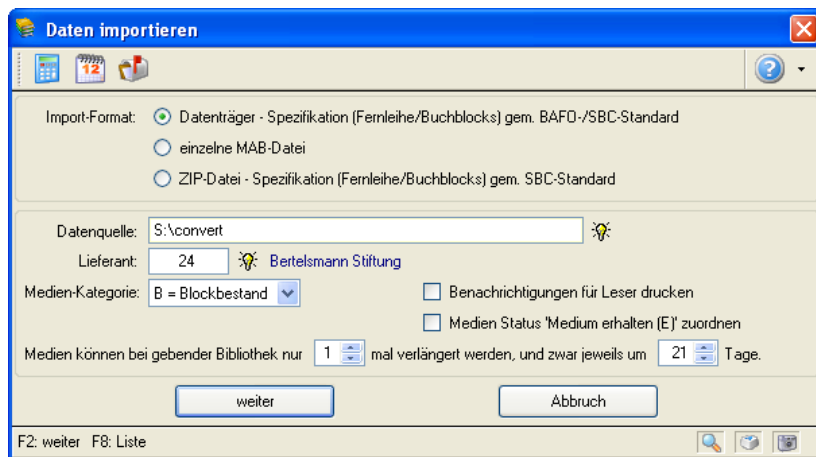 Daten importieren
12
Import-Format: Datenträger - Spezifikation (Fernleihe/Buchblocks) gem. BAFO-/SBC-Standard
einzelne MAB-Datei
ZIP-Datei - Spezifikation (Fernleihe/Buchblocks) gem. SBC-Standard
Datenquelle: S:\convert
Lieferant: 24 Bertelsmann Stiftung
Medien-Kategorie: B = Blockbestand Benachrichtigungen für Leser drucken
Medien Status 'Medium erhalten (E)' zuordnen
Medien können bei gebender Bibliothek nur 1 mal verlängert werden, und zwar jeweils um 21 Tage.
weiter Abbruch
F2: weiter F8: Liste